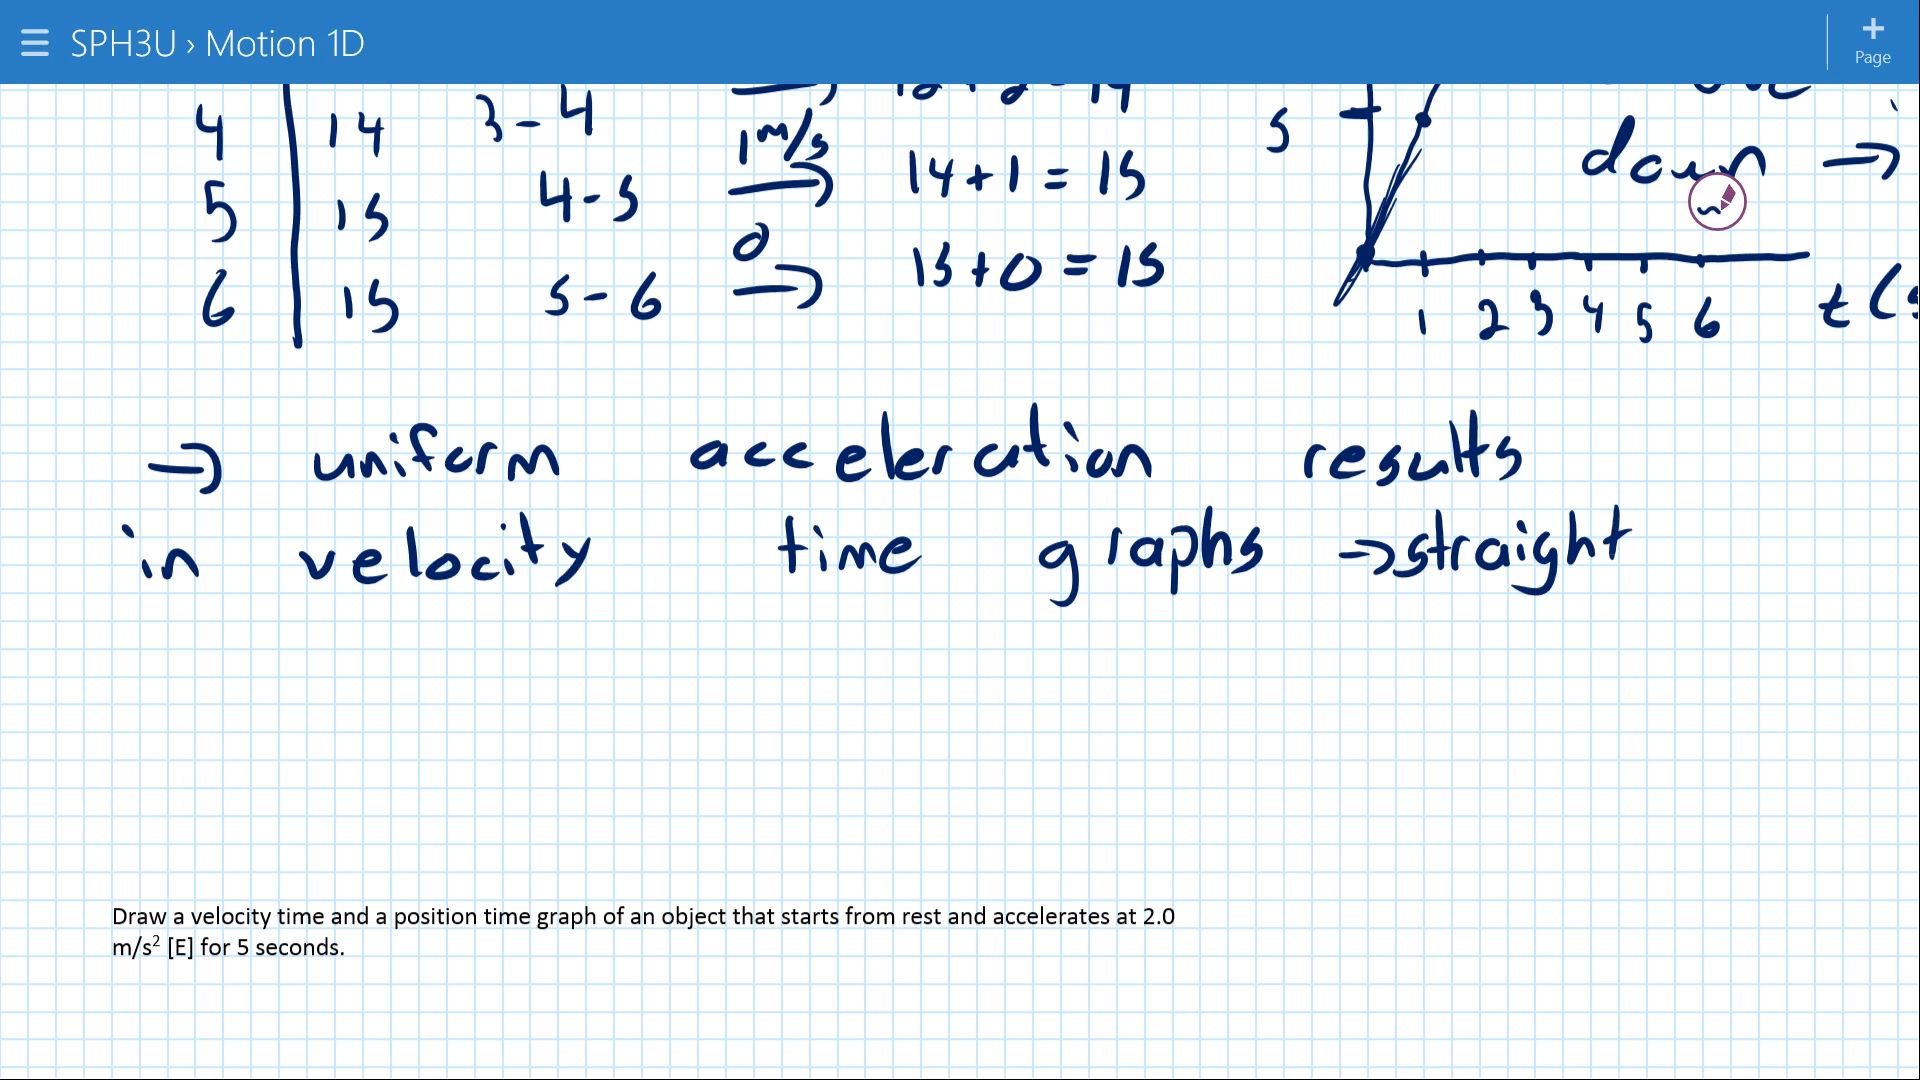 SPH3U › Motion 1D
+
Page
4 14 3-4 14
1 m/s 5
5 15 4-5 14+1=15 down →
0
6 15 5-6 15+0=15
1 2 3 4 5 6 t(s
→ uniform acceleration results
in velocity time graphs → straight
Draw a velocity time and a position time graph of an object that starts from rest and accelerates at 2.0
m/s² [E] for 5 seconds.